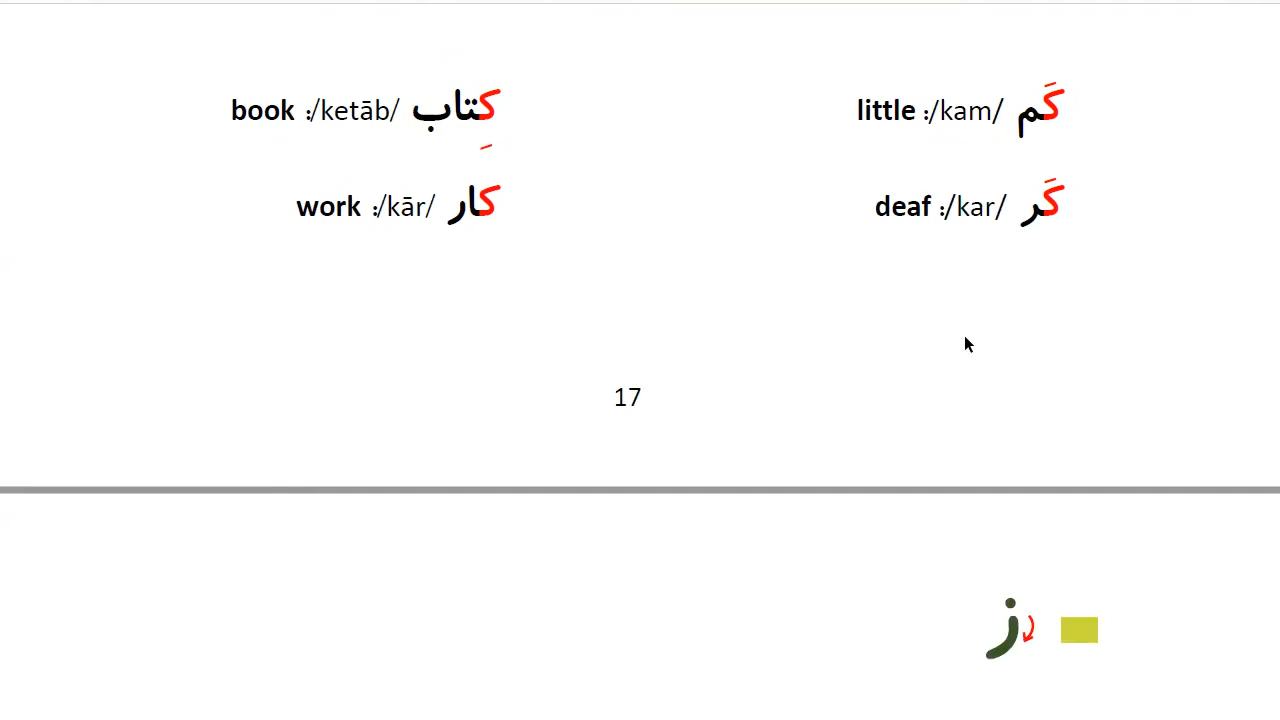 کَم /kam/: little
کِتاب /ketāb/: book
کَر /kar/: deaf
کار /kār/: work
17
ز